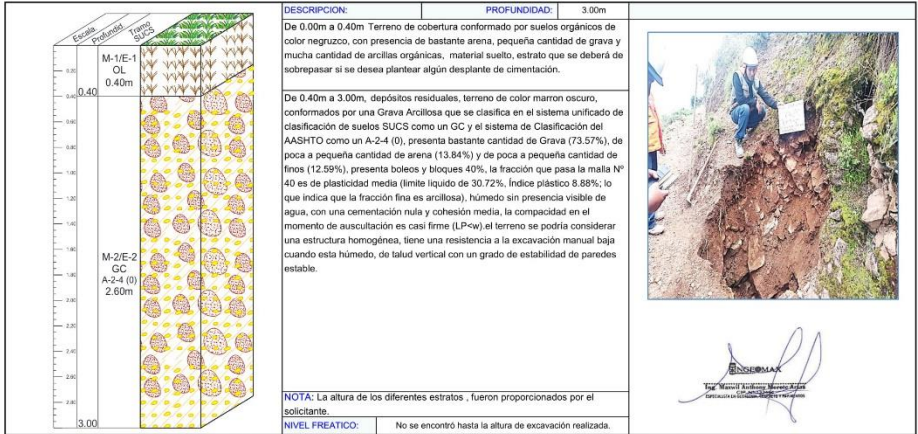 DESCRIPCION: PROFUNDIDAD: 3.00m
Escala Profundid. Tramo SUCS
M-1/E-1
OL
0.40m
0.40
M-2/E-2
GC
A-2-4 (0)
2.60m
3.00
De 0.00m a 0.40m Terreno de cobertura conformado por suelos orgánicos de
color negruzco, con presencia de bastante arena, pequeña cantidad de grava y
mucha cantidad de arcillas orgánicas, material suelto, estrato que se deberá de
sobrepasar si se desea plantear algún desplante de cimentación.
De 0.40m a 3.00m, depósitos residuales, terreno de color marron oscuro,
conformados por una Grava Arcillosa que se clasifica en el sistema unificado de
clasificación de suelos SUCS como un GC y el sistema de Clasificación del
AASHTO como un A-2-4 (0), presenta bastante cantidad de Grava (73.57%), de
poca a pequeña cantidad de arena (13.84%) y de poca a pequeña cantidad de
finos (12.59%), presenta boleos y bloques 40%, la fracción que pasa la malla Nº
40 es de plasticidad media (limite liquido de 30.72%, Índice plástico 8.88%; lo
que indica que la fracción fina es arcillosa), húmedo sin presencia visible de
agua, con una cementación nula y cohesión media, la compacidad en el
momento de auscultación es casi firme (LP<w).el terreno se podría considerar
una estructura homogénea, tiene una resistencia a la excavación manual baja
cuando esta húmedo, de talud vertical con un grado de estabilidad de paredes
estable.
NOTA: La altura de los diferentes estratos , fueron proporcionados por el
solicitante.
NIVEL FREATICO: No se encontró hasta la altura de excavación realizada.
INGEOMAX